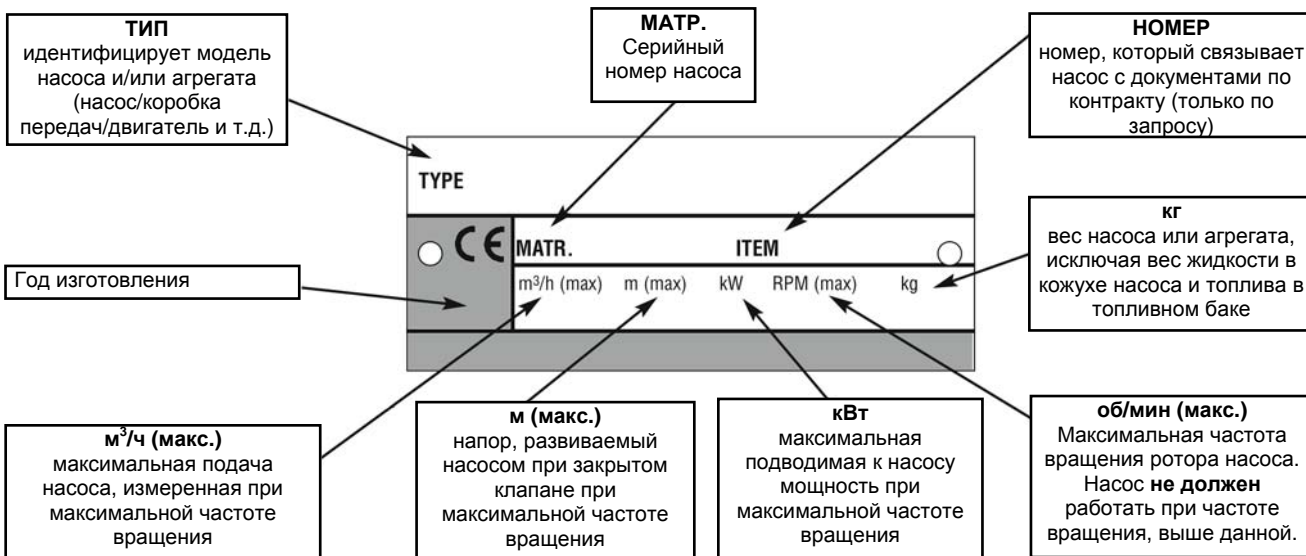 ТИП
идентифицирует модель
насоса и/или агрегата
(насос/коробка
передач/двигатель и т.д.)
МАТР.
Серийный
номер насоса
НОМЕР
номер, который связывает
насос с документами по
контракту (только по
запросу)
TYPE
CE
MATR.
ITEM
m³/h (max) m (max) kW RPM (max) kg
Год изготовления
кг
вес насоса или агрегата,
исключая вес жидкости в
кожухе насоса и топлива в
топливном баке
м³/ч (макс.)
максимальная подача
насоса, измеренная при
максимальной частоте
вращения
м (макс.)
напор, развиваемый
насосом при закрытом
клапане при
максимальной частоте
вращения
кВт
максимальная
подводимая к насосу
мощность при
максимальной частоте
вращения
об/мин (макс.)
Максимальная частота
вращения ротора насоса.
Насос не должен
работать при частоте
вращения, выше данной.